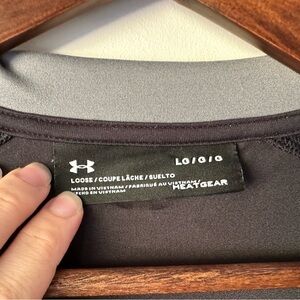 LG/G/G
LOOSE / COUPE LÂCHE / SUELTO
MADE IN VIETNAM / FABRIQUÉ AU VIETNAM /
HECHO EN VIETNAM
HEATGEAR